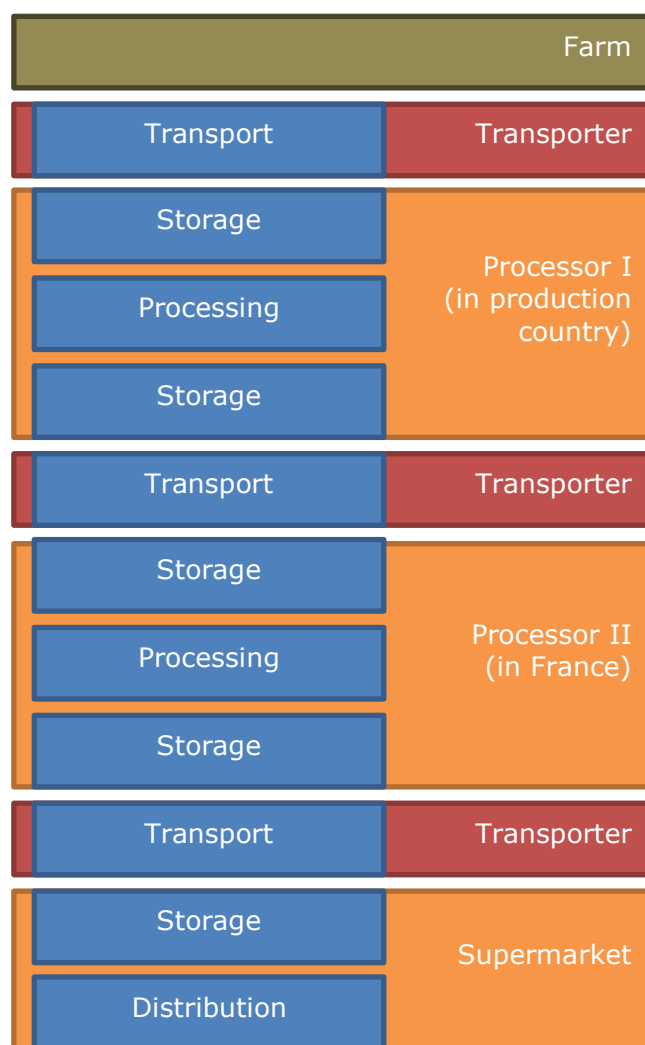 Farm
Transport
Transporter
Storage
Processor I
(in production
country)
Processing
Storage
Transport
Transporter
Storage
Processing
Processor II
(in France)
Storage
Transport
Transporter
Storage
Supermarket
Distribution